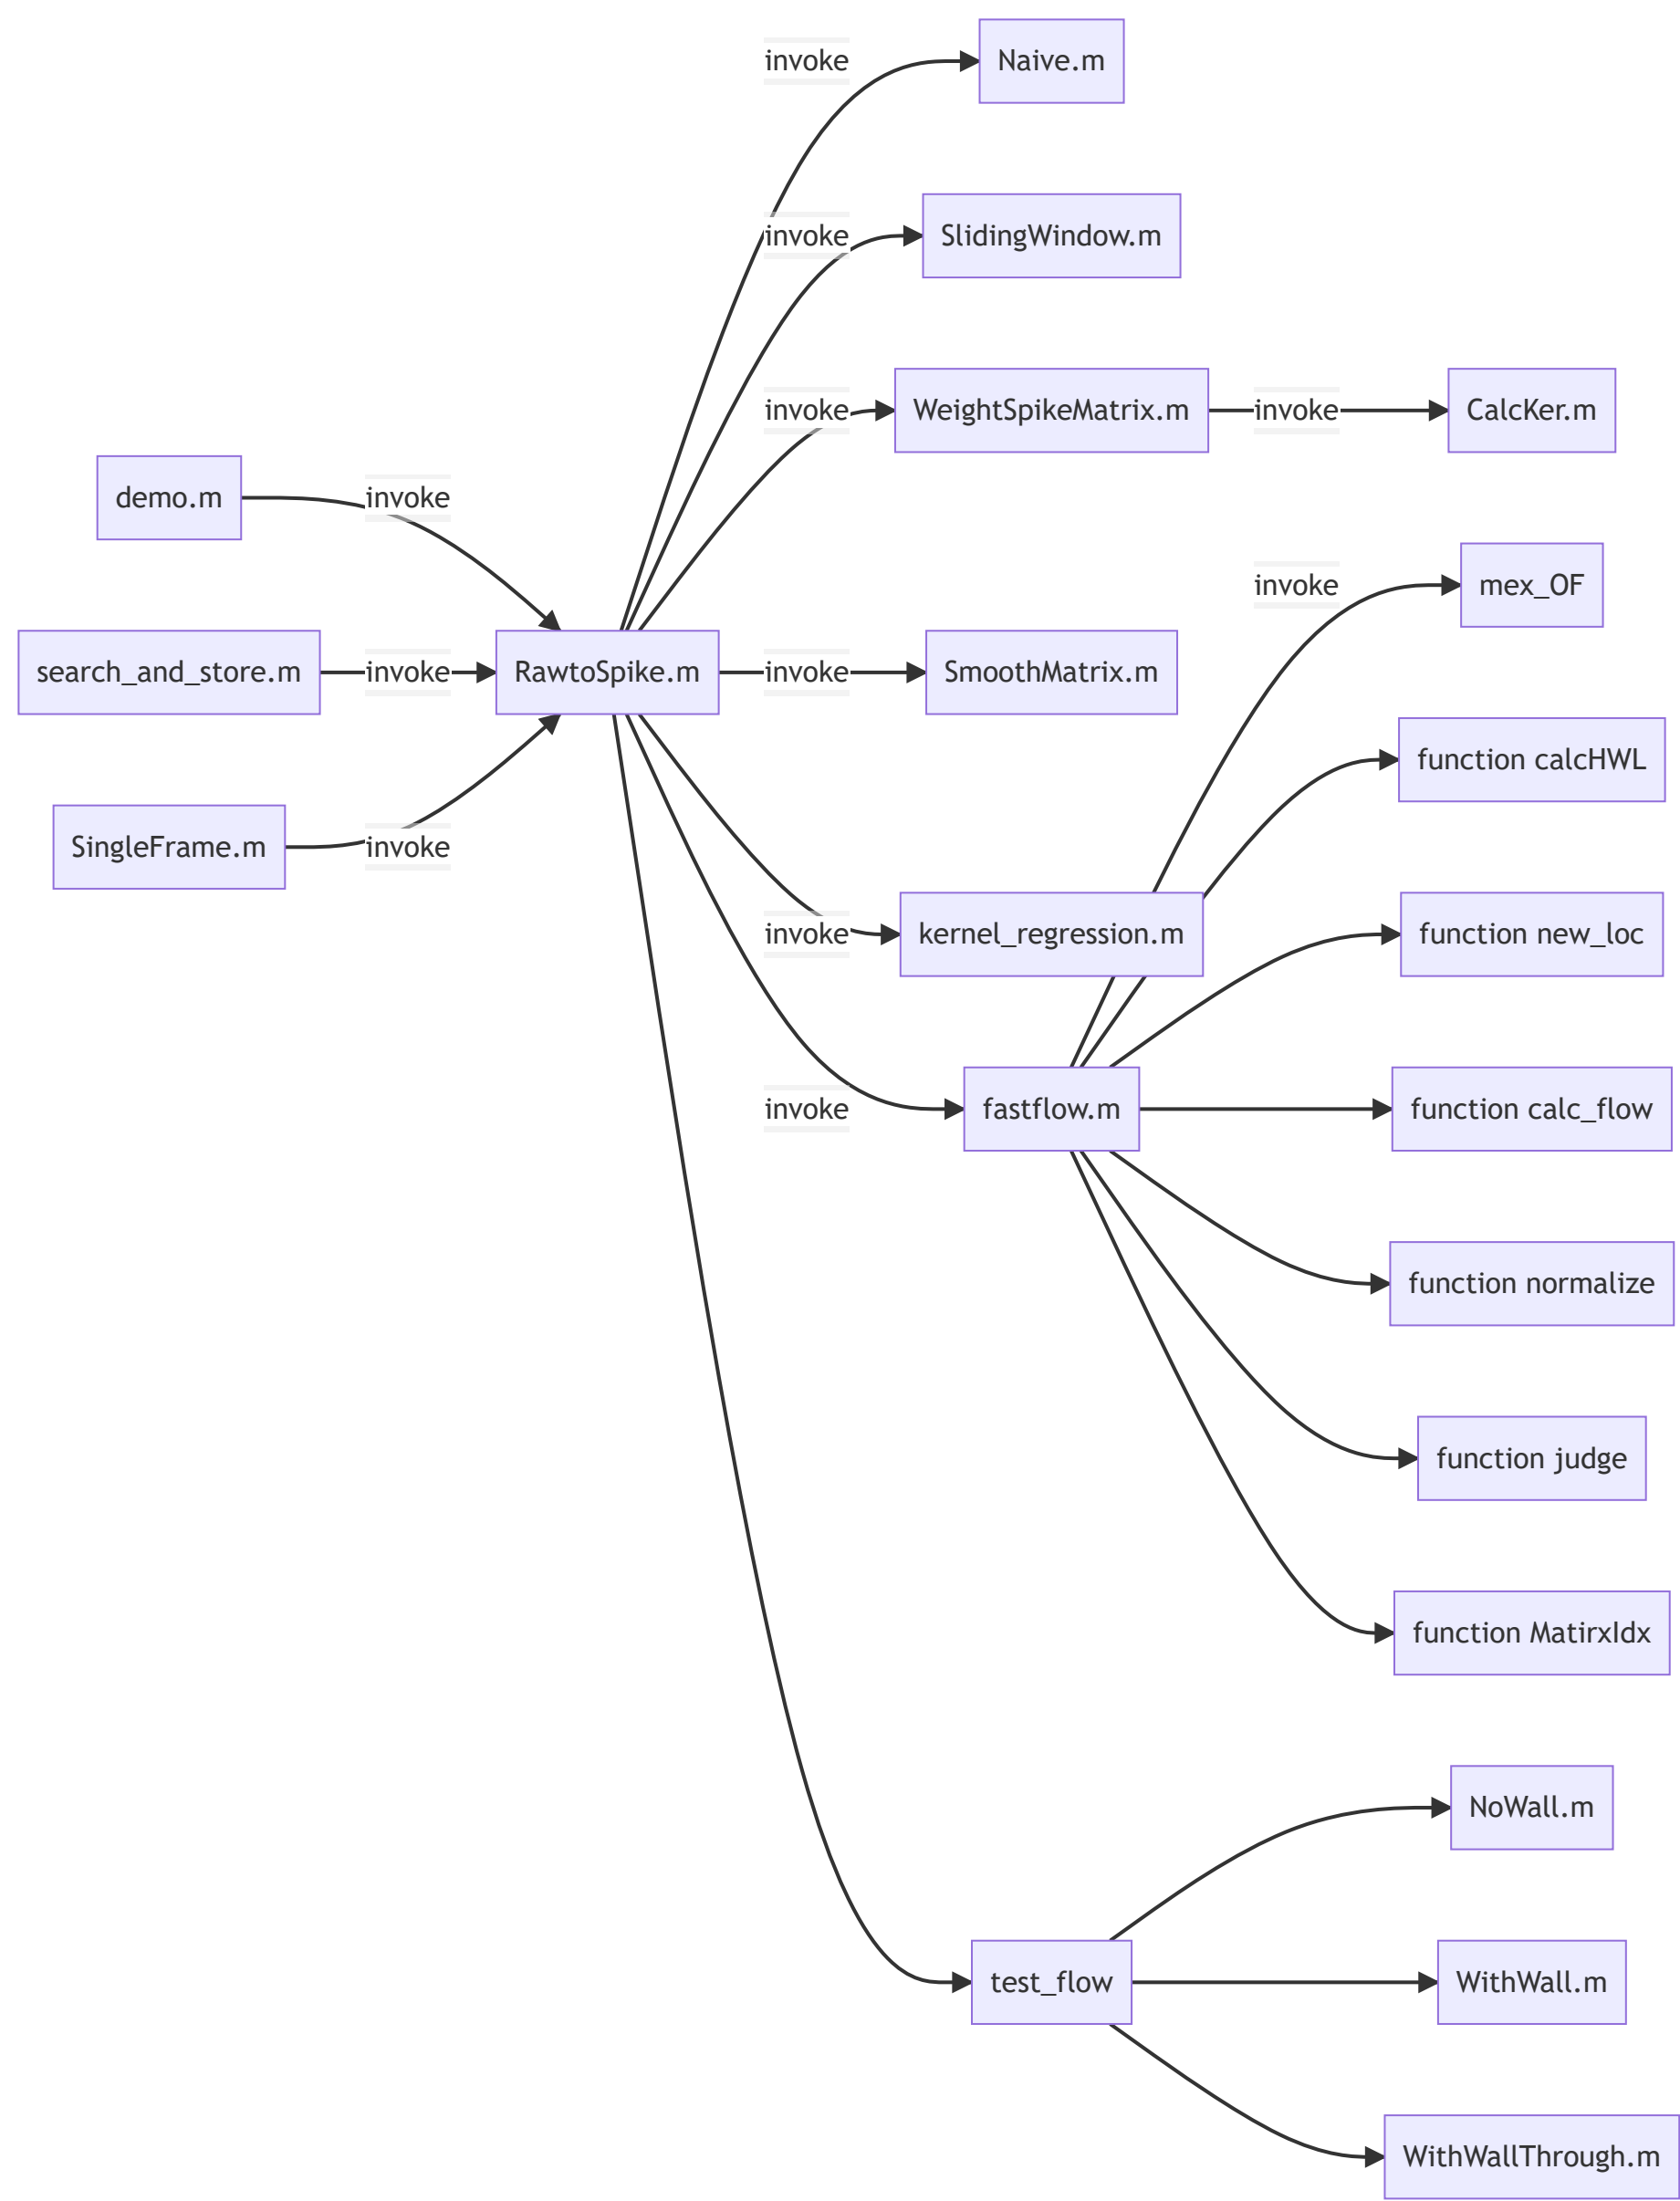 invoke
Naive.m
invoke
SlidingWindow.m
invoke
WeightSpikeMatrix.m
invoke
CalcKer.m
demo.m
invoke
invoke
mex_OF
search_and_store.m
invoke
RawtoSpike.m
invoke
SmoothMatrix.m
function calcHWL
SingleFrame.m
invoke
invoke
kernel_regression.m
function new_loc
invoke
fastflow.m
function calc_flow
function normalize
function judge
function MatirxIdx
NoWall.m
test_flow
WithWall.m
WithWallThrough.m